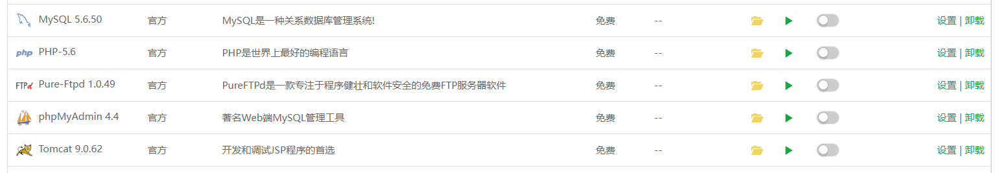 MySQL 5.6.50 官方 MySQL是一种关系数据库管理系统! 免费 -- 设置 | 卸载
php PHP-5.6 官方 PHP是世界上最好的编程语言 免费 -- 设置 | 卸载
FTPd Pure-Ftpd 1.0.49 官方 PureFTPd是一款专注于程序健壮和软件安全的免费FTP服务器软件 免费 -- 设置 | 卸载
phpMyAdmin 4.4 官方 著名Web端MySQL管理工具 免费 -- 设置 | 卸载
Tomcat 9.0.62 官方 开发和调试JSP程序的首选 免费 -- 设置 | 卸载